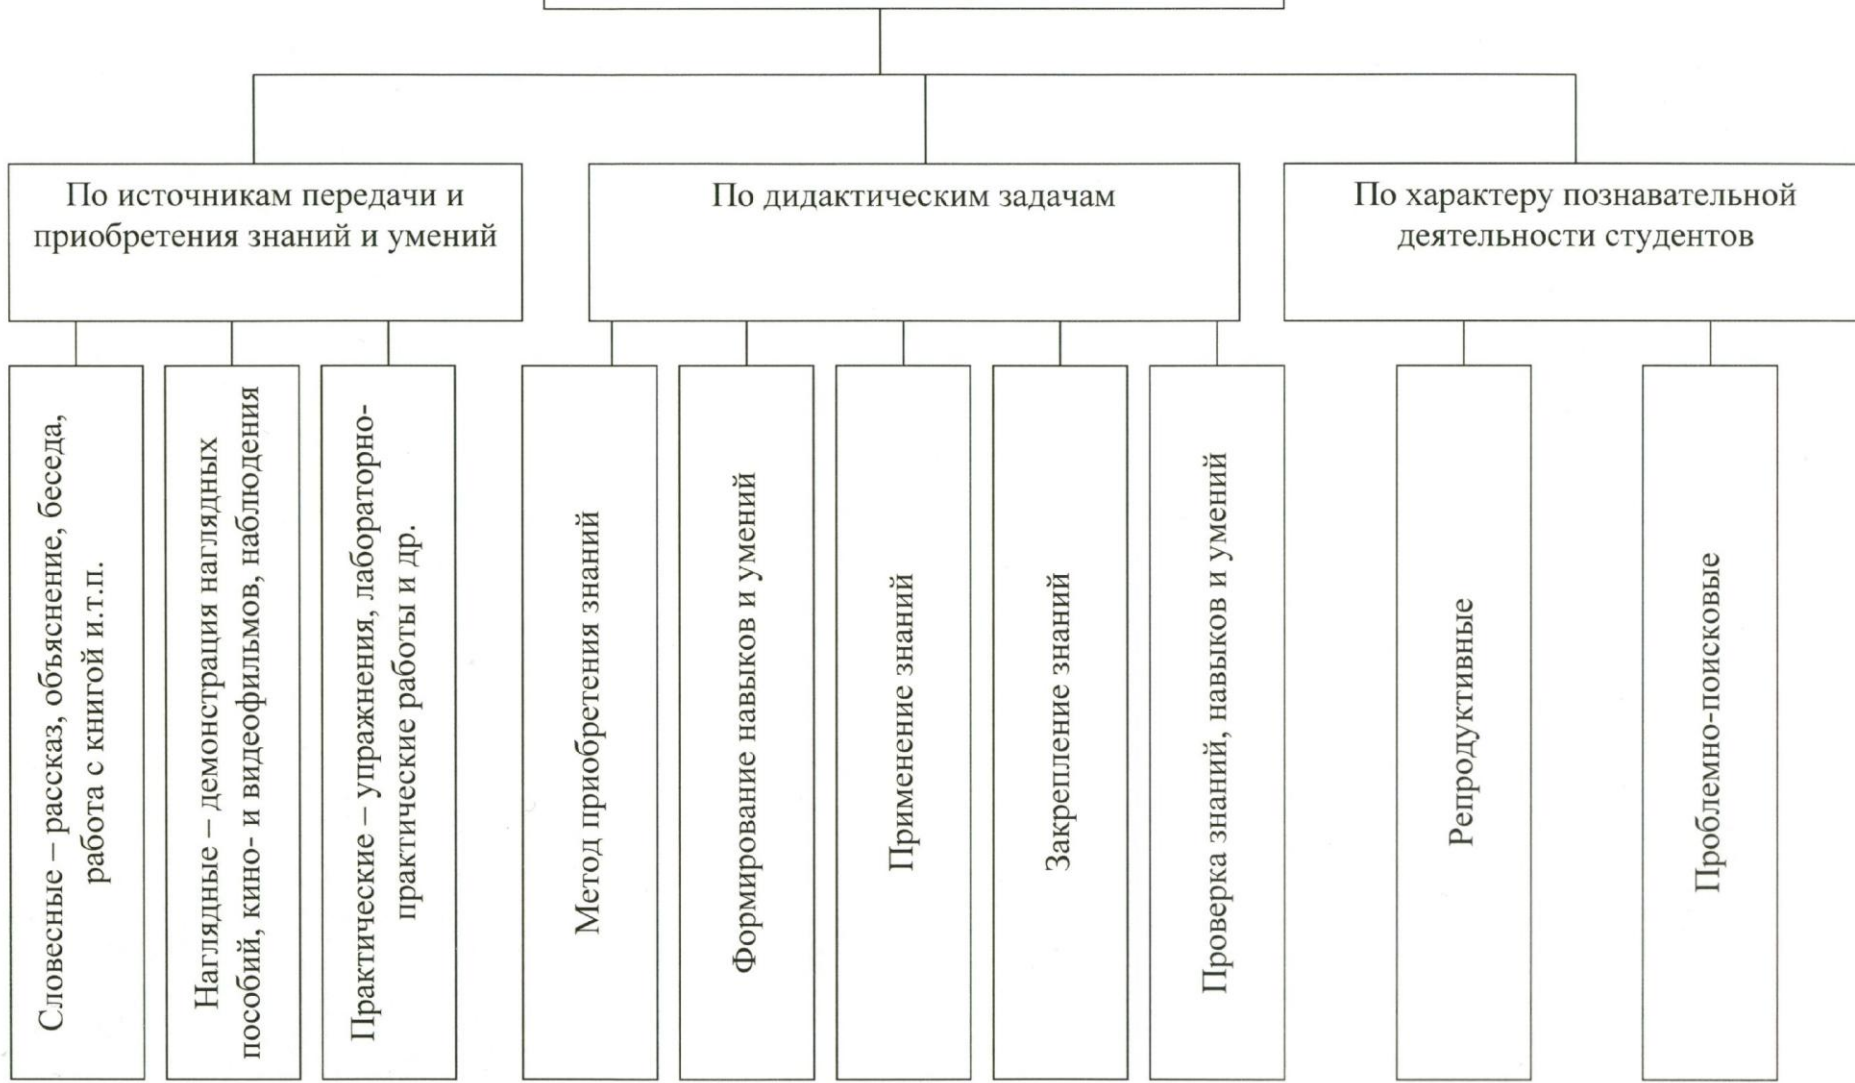 По источникам передачи и
приобретения знаний и умений
По дидактическим задачам
По характеру познавательной
деятельности студентов
Словесные – рассказ, объяснение, беседа,
работа с книгой и.т.п.
Наглядные – демонстрация наглядных
пособий, кино- и видеофильмов, наблюдения
Практические – упражнения, лабораторно-
практические работы и др.
Метод приобретения знаний
Формирование навыков и умений
Применение знаний
Закрепление знаний
Проверка знаний, навыков и умений
Репродуктивные
Проблемно-поисковые